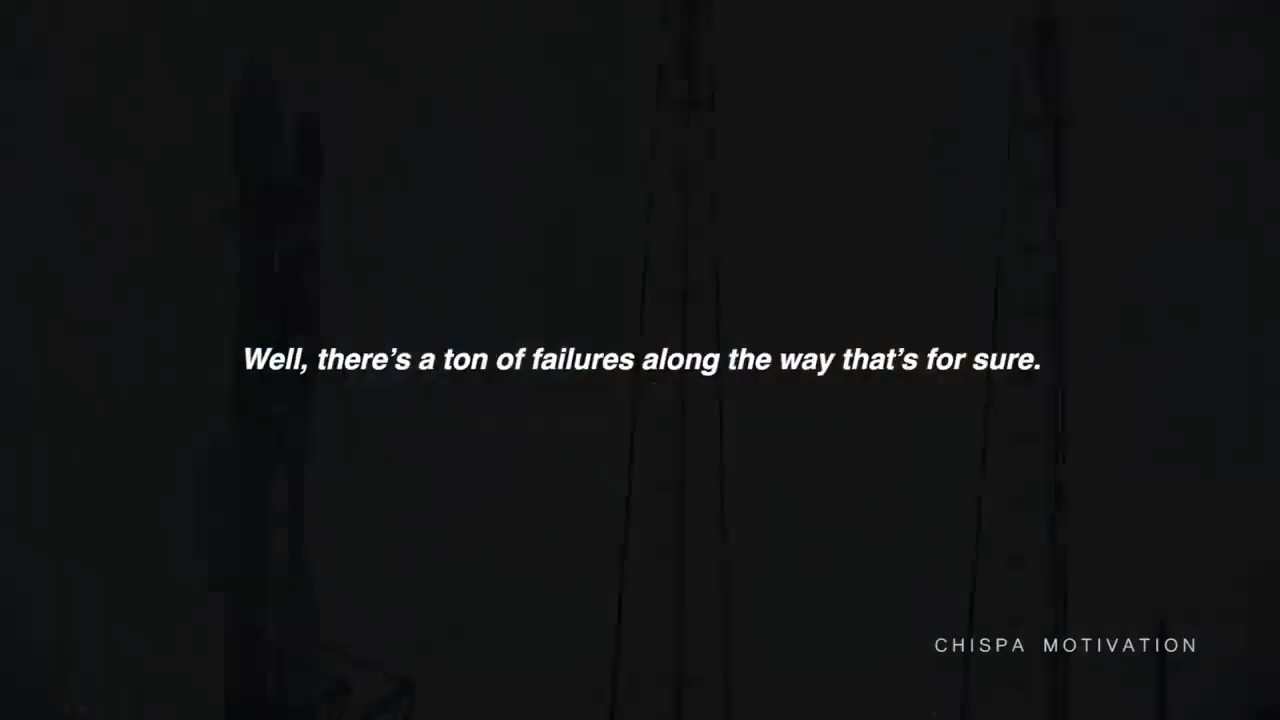 Well, there’s a ton of failures along the way that’s for sure.
CHISPA MOTIVATION